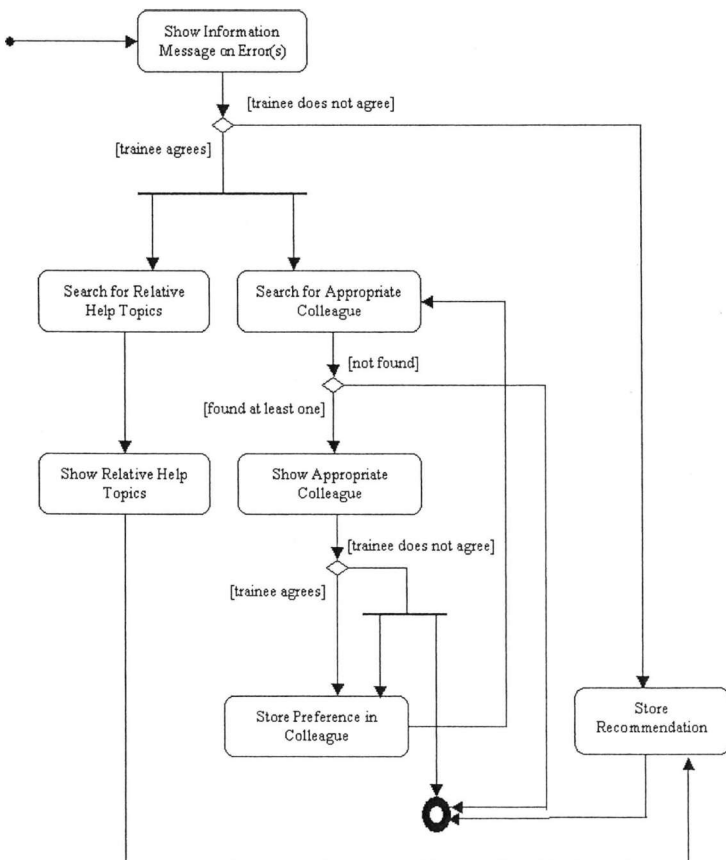 Show Information
Message on Error(s)
[trainee does not agree]
[trainee agrees]
Search for Relative
Help Topics
Search for Appropriate
Colleague
[not found]
[found at least one]
Show Relative Help
Topics
Show Appropriate
Colleague
[trainee does not agree]
[trainee agrees]
Store Preference in
Colleague
Store
Recommendation